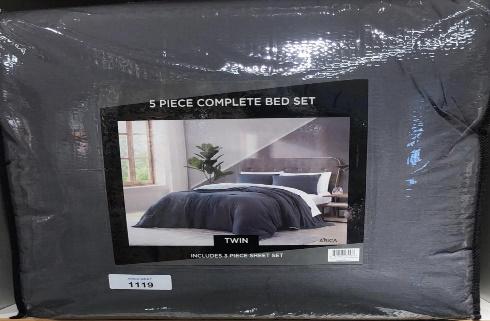 5 PIECE COMPLETE BED SET
TWIN
INCLUDES 3 PIECE SHEET SET
1119